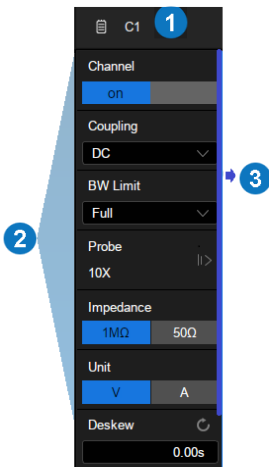 C1 1
Channel
on
Coupling
DC
BW Limit
Full
3
2
Probe
10X
Impedance
1MΩ 50Ω
Unit
V A
Deskew
0.00s